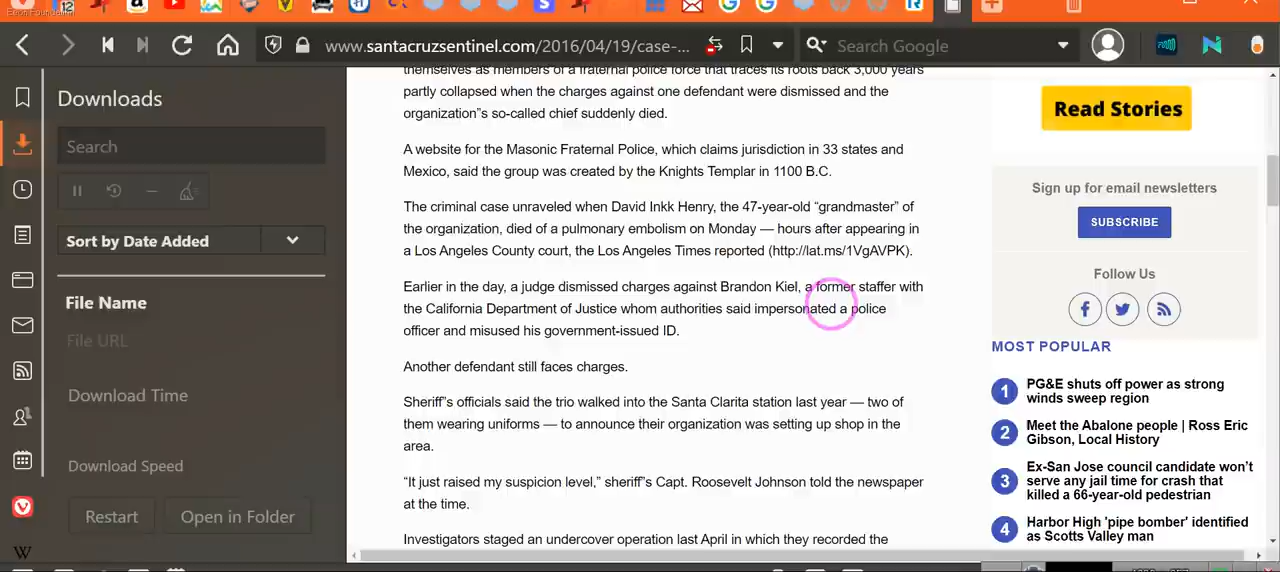 12
www.santacruzsentinel.com/2016/04/19/case-...
Search Google
Downloads
Search
Sort by Date Added
File Name
File URL
Download Time
Download Speed
Restart
Open in Folder
themselves as members of a fraternal police force that traces its roots back 3,000 years
partly collapsed when the charges against one defendant were dismissed and the
organization"s so-called chief suddenly died.
A website for the Masonic Fraternal Police, which claims jurisdiction in 33 states and
Mexico, said the group was created by the Knights Templar in 1100 B.C.
The criminal case unraveled when David Inkk Henry, the 47-year-old “grandmaster” of
the organization, died of a pulmonary embolism on Monday — hours after appearing in
a Los Angeles County court, the Los Angeles Times reported (http://lat.ms/1VgAVPK).
Earlier in the day, a judge dismissed charges against Brandon Kiel, a former staffer with
the California Department of Justice whom authorities said impersonated a police
officer and misused his government-issued ID.
Another defendant still faces charges.
Sheriff"s officials said the trio walked into the Santa Clarita station last year — two of
them wearing uniforms — to announce their organization was setting up shop in the
area.
“It just raised my suspicion level,” sheriff"s Capt. Roosevelt Johnson told the newspaper
at the time.
Investigators staged an undercover operation last April in which they recorded the
Read Stories
Sign up for email newsletters
SUBSCRIBE
Follow Us
MOST POPULAR
1 PG&E shuts off power as strong
winds sweep region
2 Meet the Abalone people | Ross Eric
Gibson, Local History
3 Ex-San Jose council candidate won’t
serve any jail time for crash that
killed a 66-year-old pedestrian
4 Harbor High 'pipe bomber' identified
as Scotts Valley man